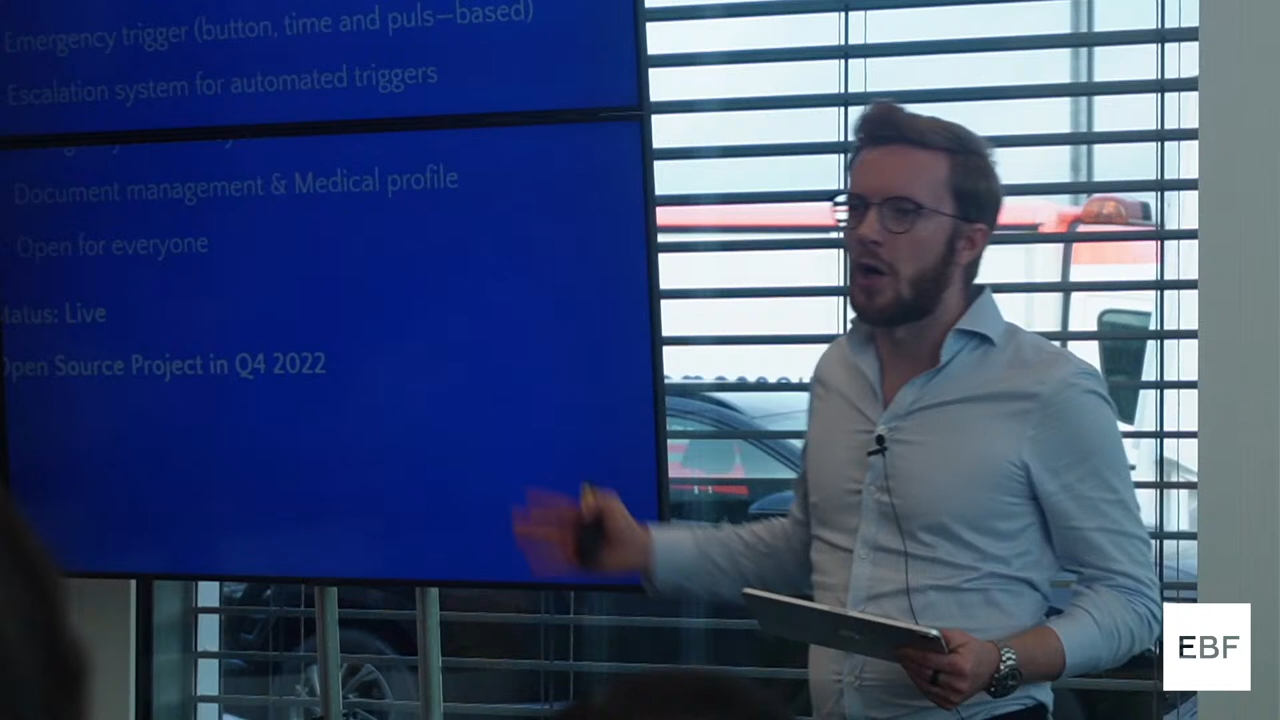 Emergency trigger (button, time and puls—based)
Escalation system for automated triggers
Document management & Medical profile
Open for everyone
tatus: Live
Open Source Project in Q4 2022
EBF